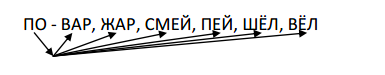 ПО - ВАР, ЖАР, СМЕЙ, ПЕЙ, ЩЁЛ, ВЁЛ